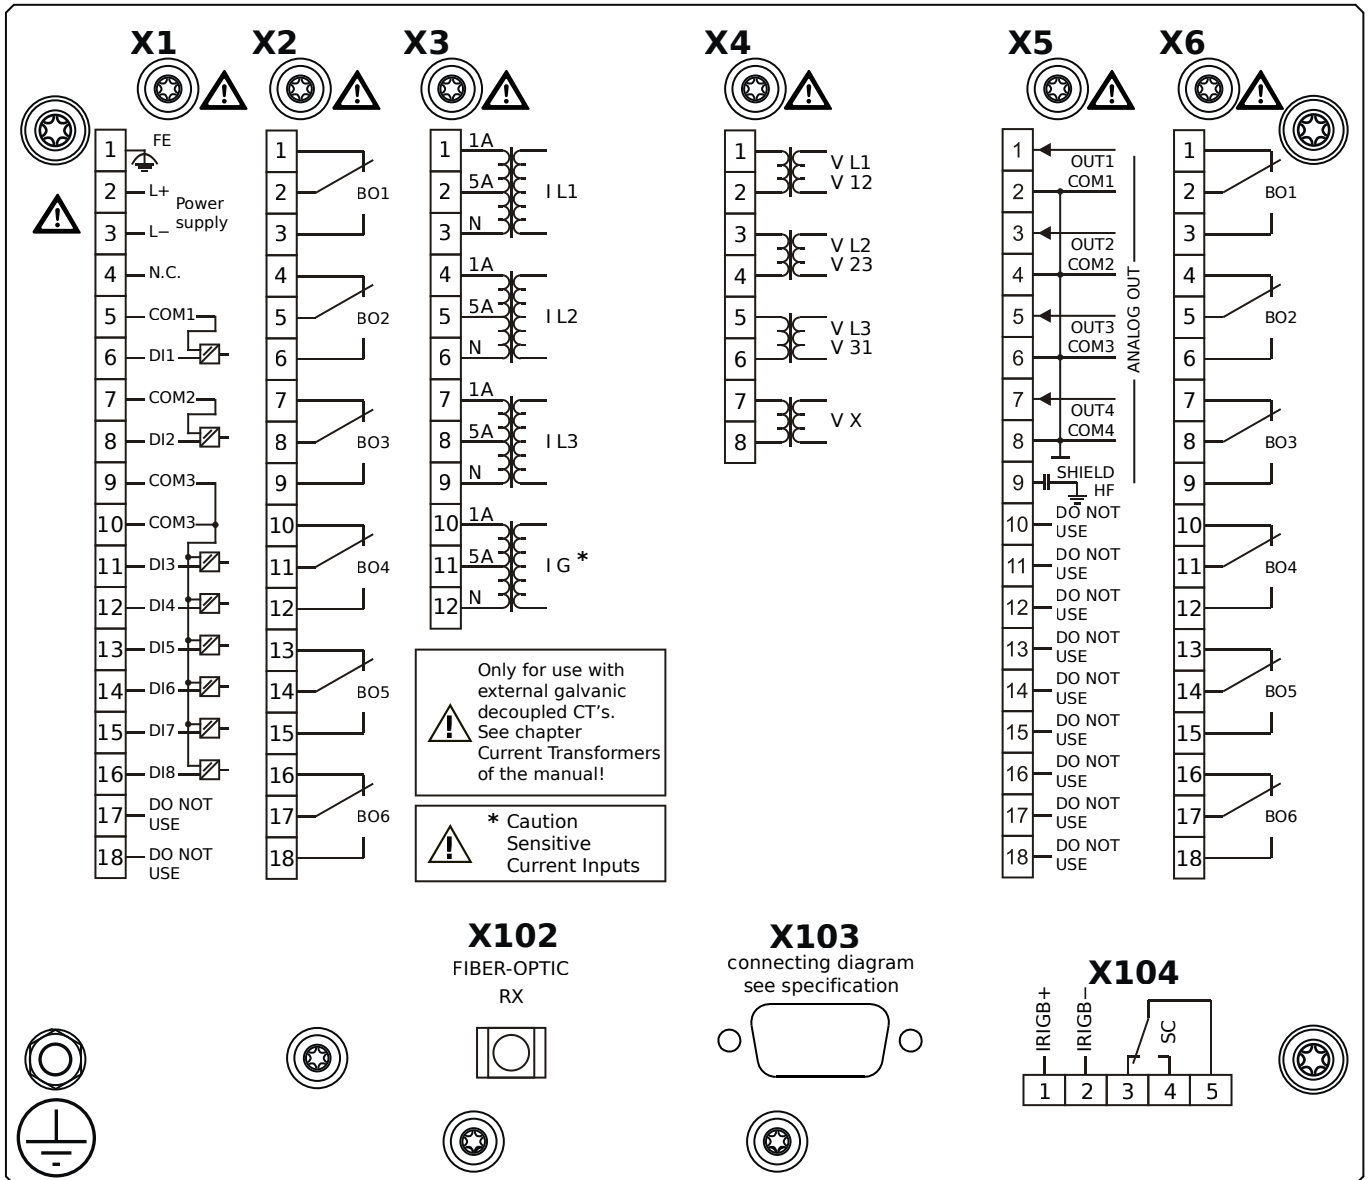 X1
X2
X3
X4
X5
X6
1
FE
2
L+
Power
supply
3
L−
4
N.C.
5
COM1
6
DI1
7
COM2
8
DI2
9
COM3
10
COM3
11
DI3
12
DI4
13
DI5
14
DI6
15
DI7
16
DI8
17
DO NOT
USE
18
DO NOT
USE
1
2
BO1
3
4
5
BO2
6
7
8
BO3
9
10
11
BO4
12
13
14
BO5
15
16
17
BO6
18
1
1A
2
5A
I L1
3
N
4
1A
5
5A
I L2
6
N
7
1A
8
5A
I L3
9
N
10
1A
11
5A
I G *
12
N
Only for use with
external galvanic
decoupled CT's.
See chapter
Current Transformers
of the manual!
* Caution
Sensitive
Current Inputs
1
V L1
2
V 12
3
V L2
4
V 23
5
V L3
6
V 31
7
V X
8
1
OUT1
2
COM1
3
OUT2
4
COM2
5
OUT3
6
COM3
7
OUT4
8
COM4
ANALOG OUT
9
SHIELD
HF
10
DO NOT
USE
11
DO NOT
USE
12
DO NOT
USE
13
DO NOT
USE
14
DO NOT
USE
15
DO NOT
USE
16
DO NOT
USE
17
DO NOT
USE
18
DO NOT
USE
1
2
BO1
3
4
5
BO2
6
7
8
BO3
9
10
11
BO4
12
13
14
BO5
15
16
17
BO6
18
X102
FIBER-OPTIC
RX
X103
connecting diagram
see specification
X104
IRIGB+
IRIGB−
SC
1 2 3 4 5